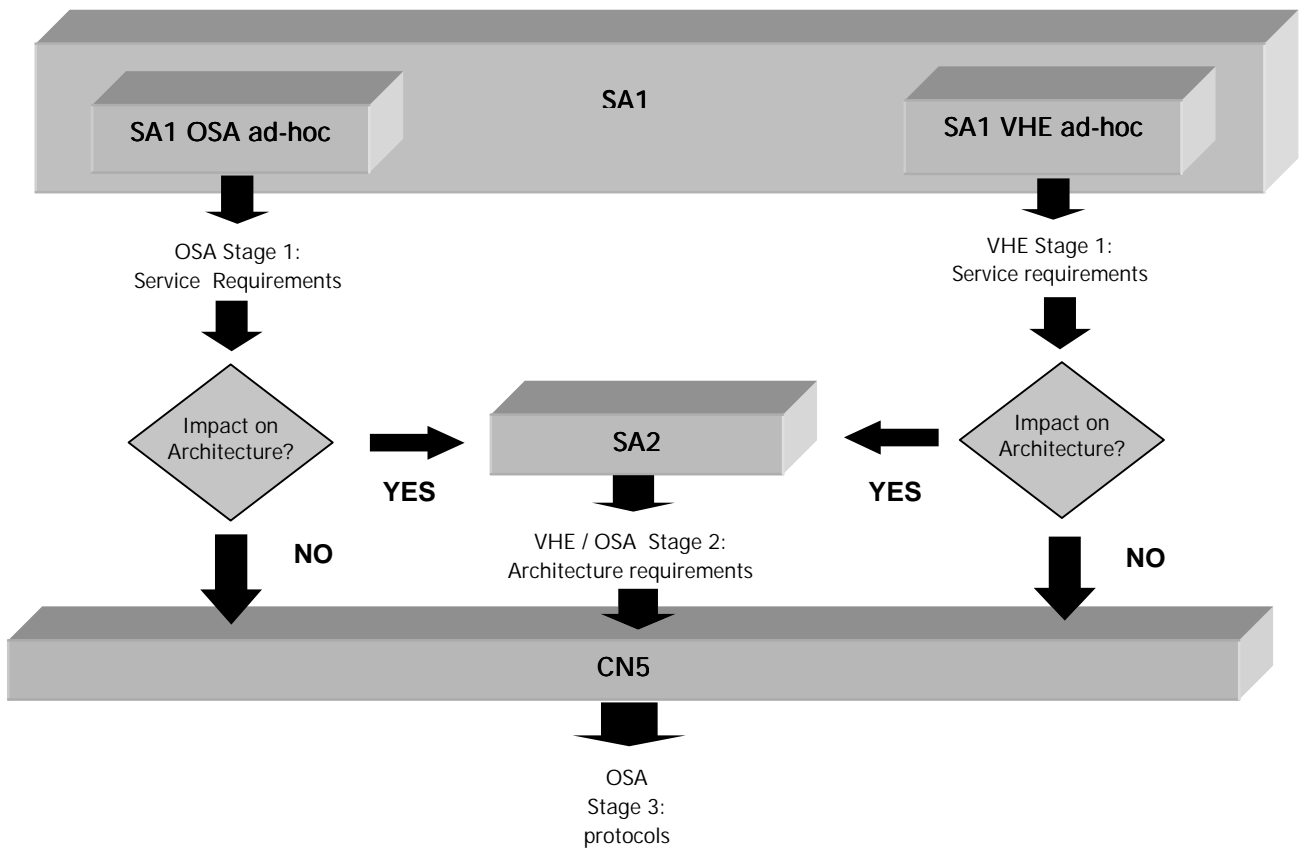 SA1
SA1 OSA ad-hoc
SA1 VHE ad-hoc
OSA Stage 1:
Service Requirements
VHE Stage 1:
Service requirements
Impact on
Architecture?
YES
NO
SA2
Impact on
Architecture?
YES
NO
VHE / OSA Stage 2:
Architecture requirements
CN5
OSA
Stage 3:
protocols